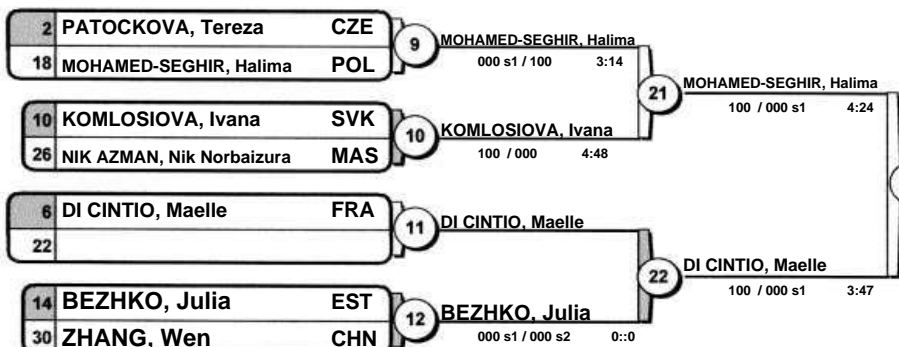 2 PATOCKOVA, Tereza CZE
18 MOHAMED-SEGHIR, Halima POL
9
MOHAMED-SEGHIR, Halima
000 s1 / 100 3:14
10 KOMLOSIOVA, Ivana SVK
26 NIK AZMAN, Nik Norbaizura MAS
10
KOMLOSIOVA, Ivana
100 / 000 4:48
21
MOHAMED-SEGHIR, Halima
100 / 000 s1 4:24
6 DI CINTIO, Maelle FRA
22
11
DI CINTIO, Maelle
14 BEZHKO, Julia EST
30 ZHANG, Wen CHN
12
BEZHKO, Julia
000 s1 / 000 s2 0::0
22
DI CINTIO, Maelle
100 / 000 s1 3:47